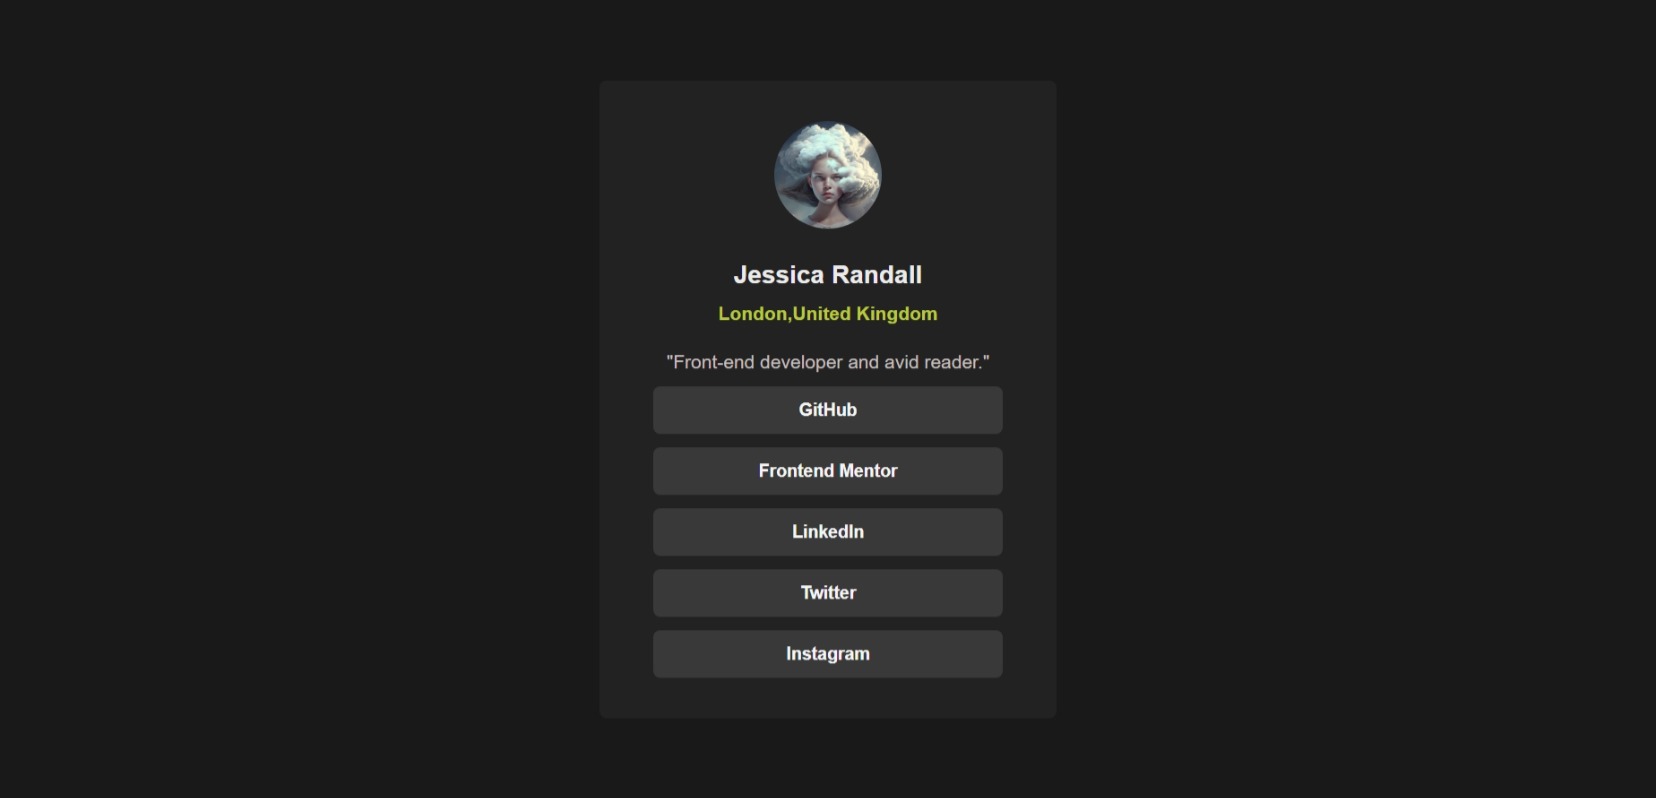 Jessica Randall
London,United Kingdom
"Front-end developer and avid reader."
GitHub
Frontend Mentor
LinkedIn
Twitter
Instagram